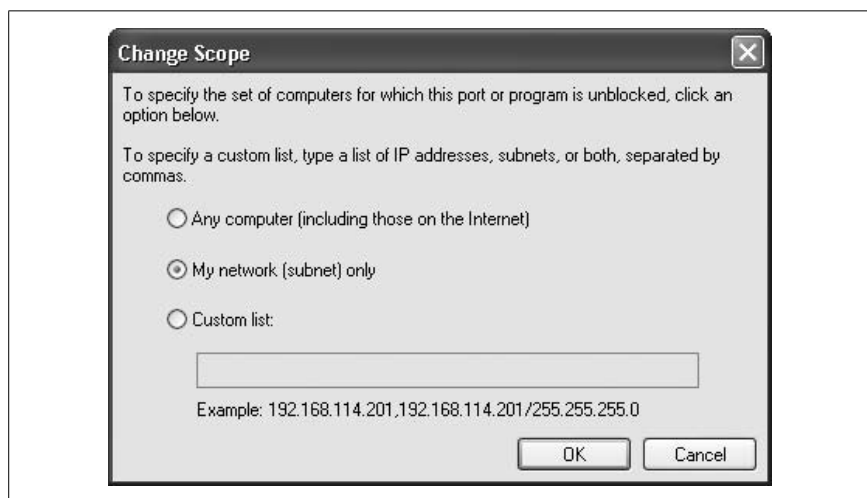 Change Scope
To specify the set of computers for which this port or program is unblocked, click an
option below.
To specify a custom list, type a list of IP addresses, subnets, or both, separated by
commas.
Any computer (including those on the Internet)
My network (subnet) only
Custom list:
Example: 192.168.114.201,192.168.114.201/255.255.255.0
OK
Cancel